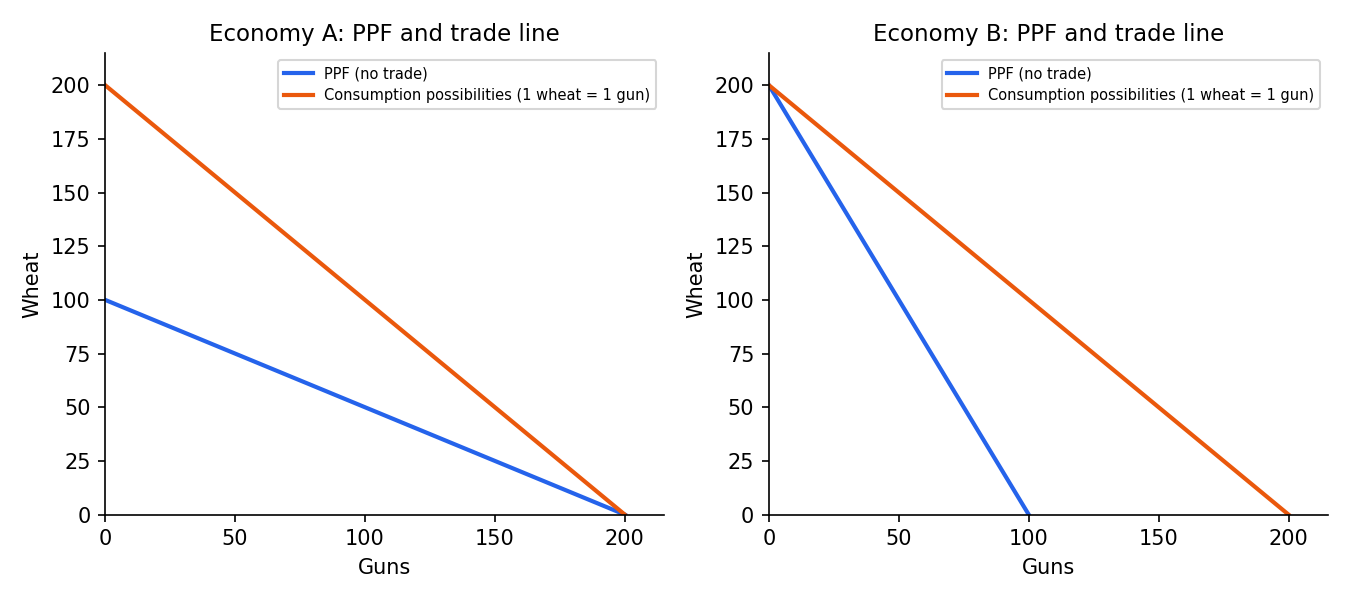 Economy A: PPF and trade line
PPF (no trade)
Consumption possibilities (1 wheat = 1 gun)
Wheat
200
175
150
125
100
75
50
25
0
0 50 100 150 200
Guns
Economy B: PPF and trade line
PPF (no trade)
Consumption possibilities (1 wheat = 1 gun)
Wheat
200
175
150
125
100
75
50
25
0
0 50 100 150 200
Guns